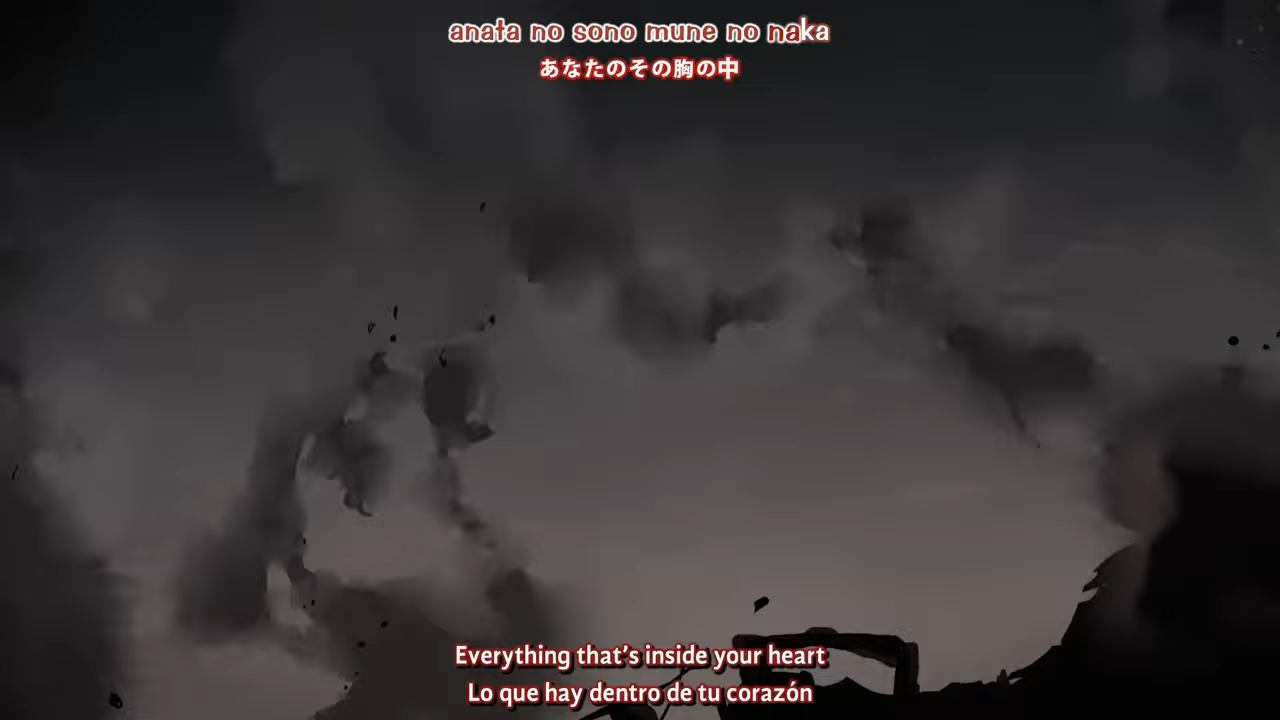 anata no sono mune no naka
あなたのその胸の中
Everything that's inside your heart
Lo que hay dentro de tu corazón